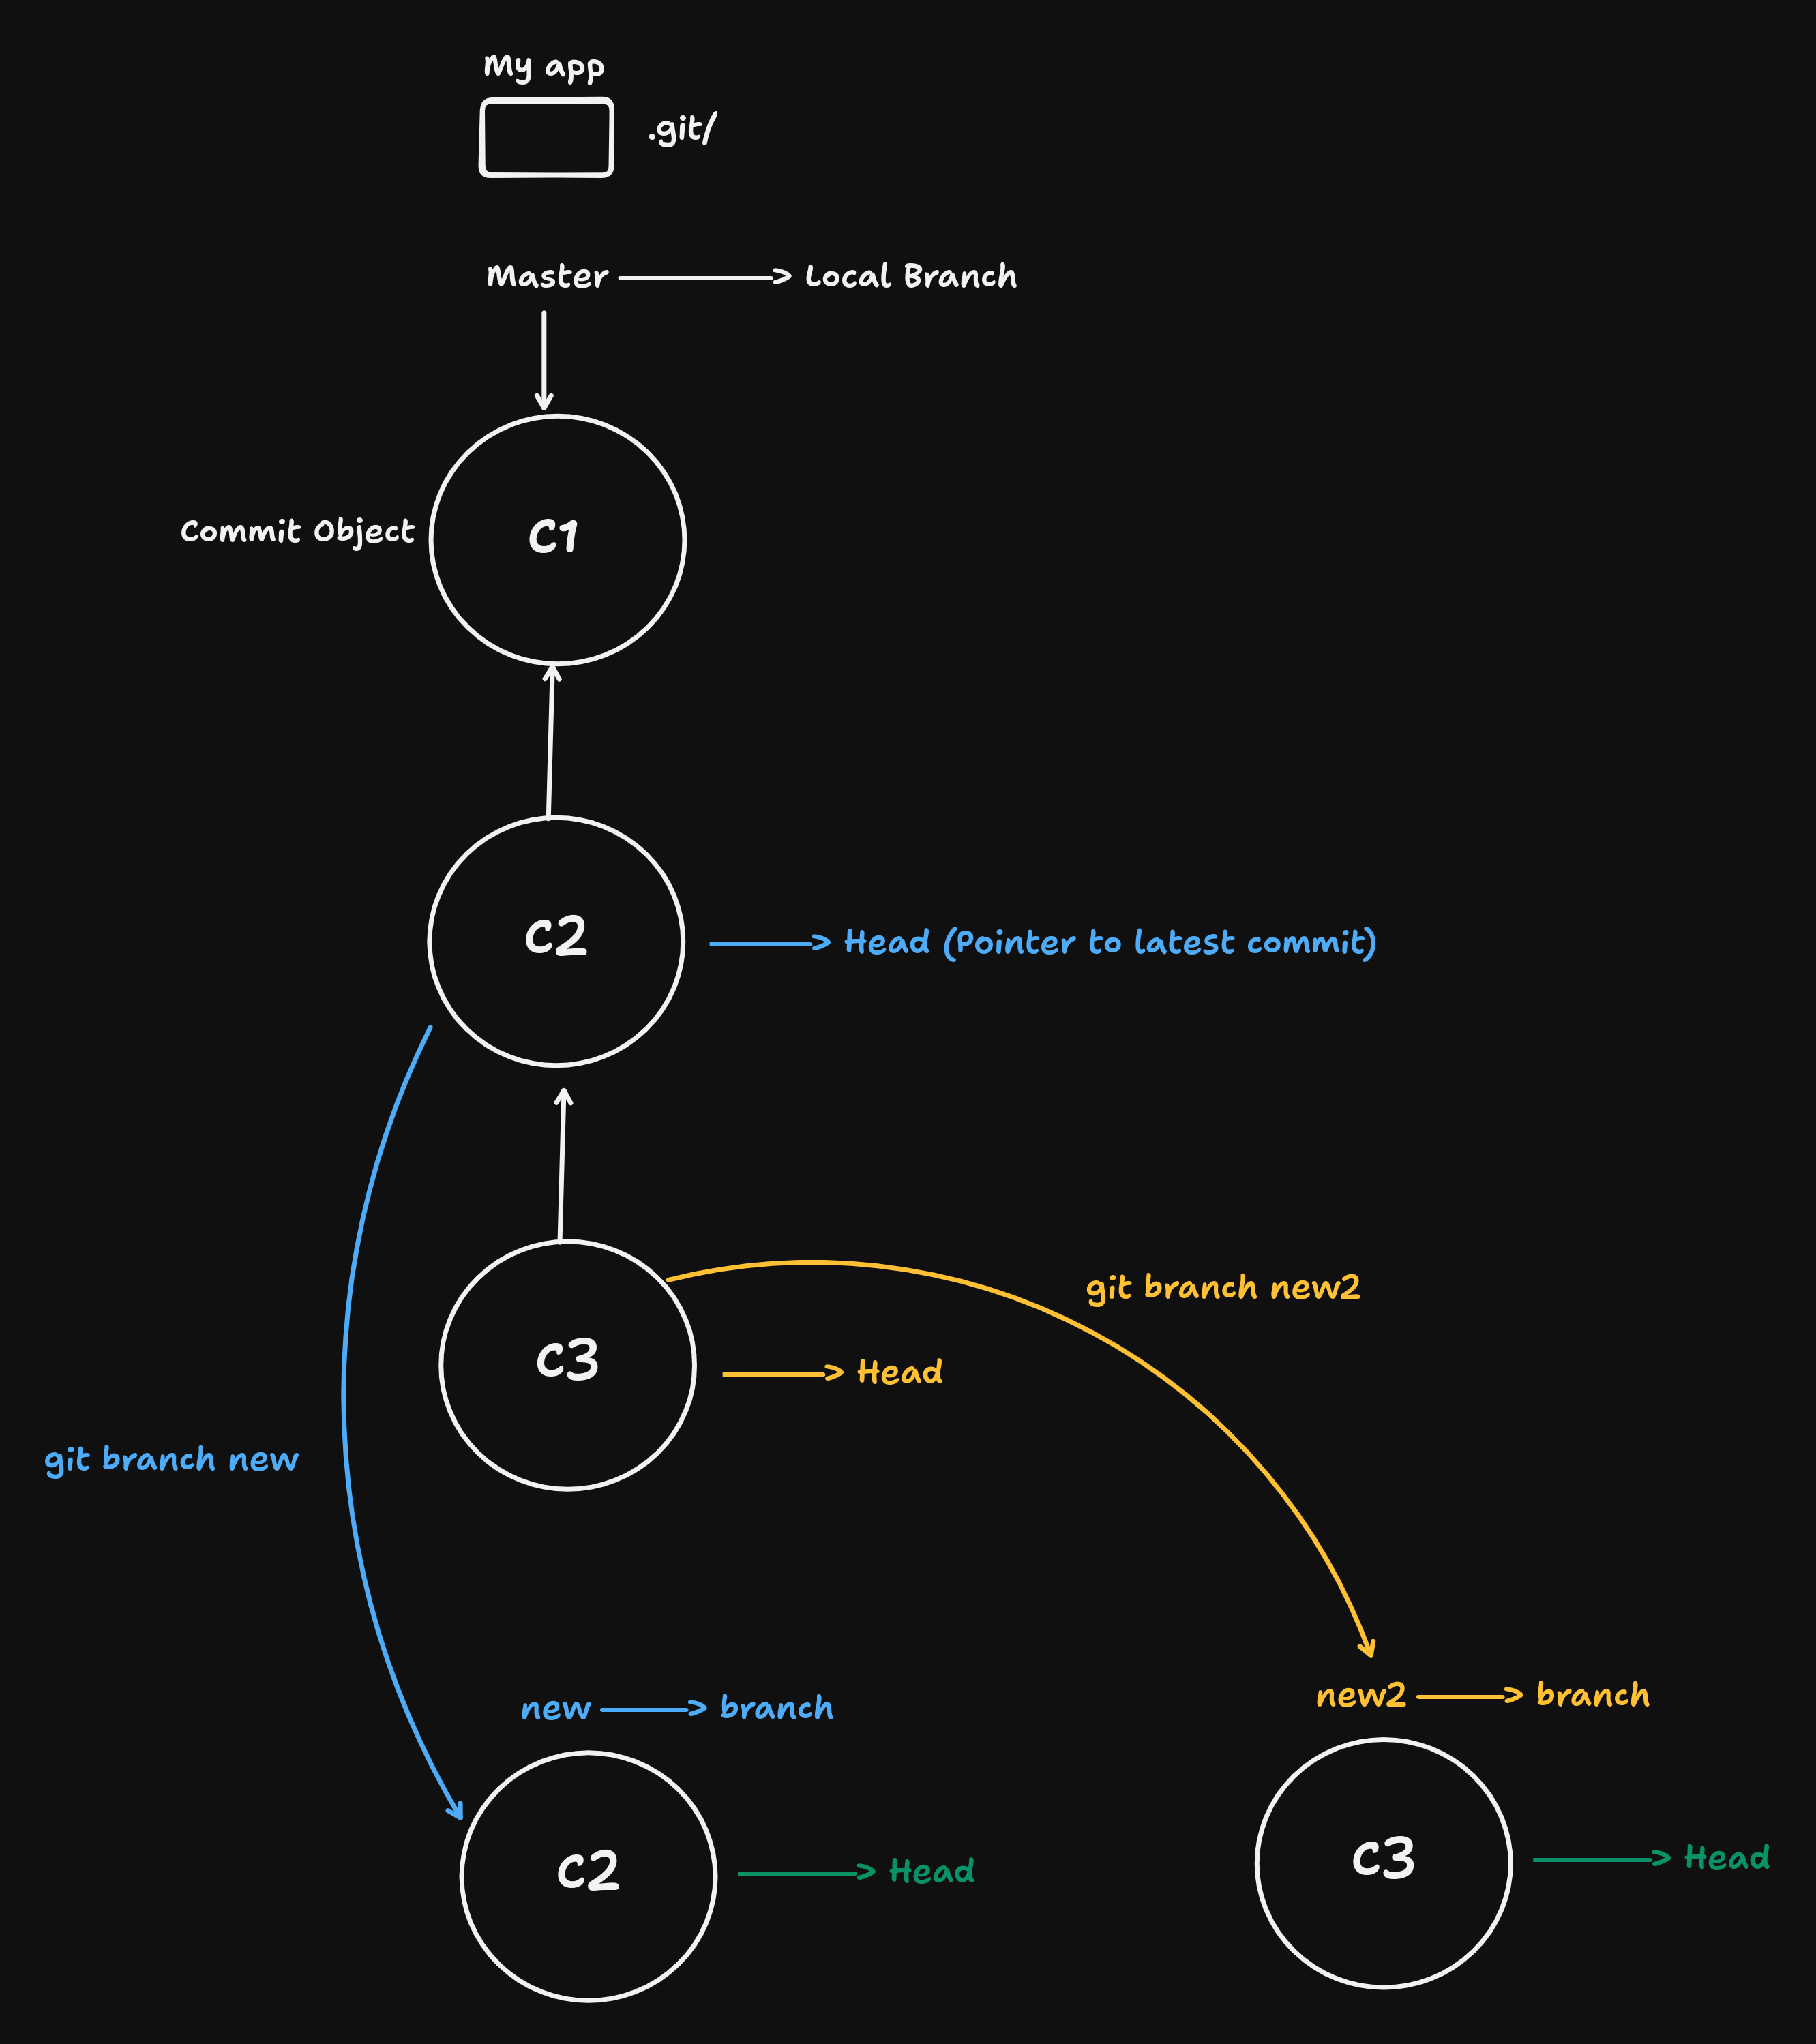 My app
.git/
Master
Local Branch
Commit Object
C1
C2
Head (Pointer to latest commit)
git branch new2
C3
Head
git branch new
new
branch
new2
branch
C2
Head
C3
Head